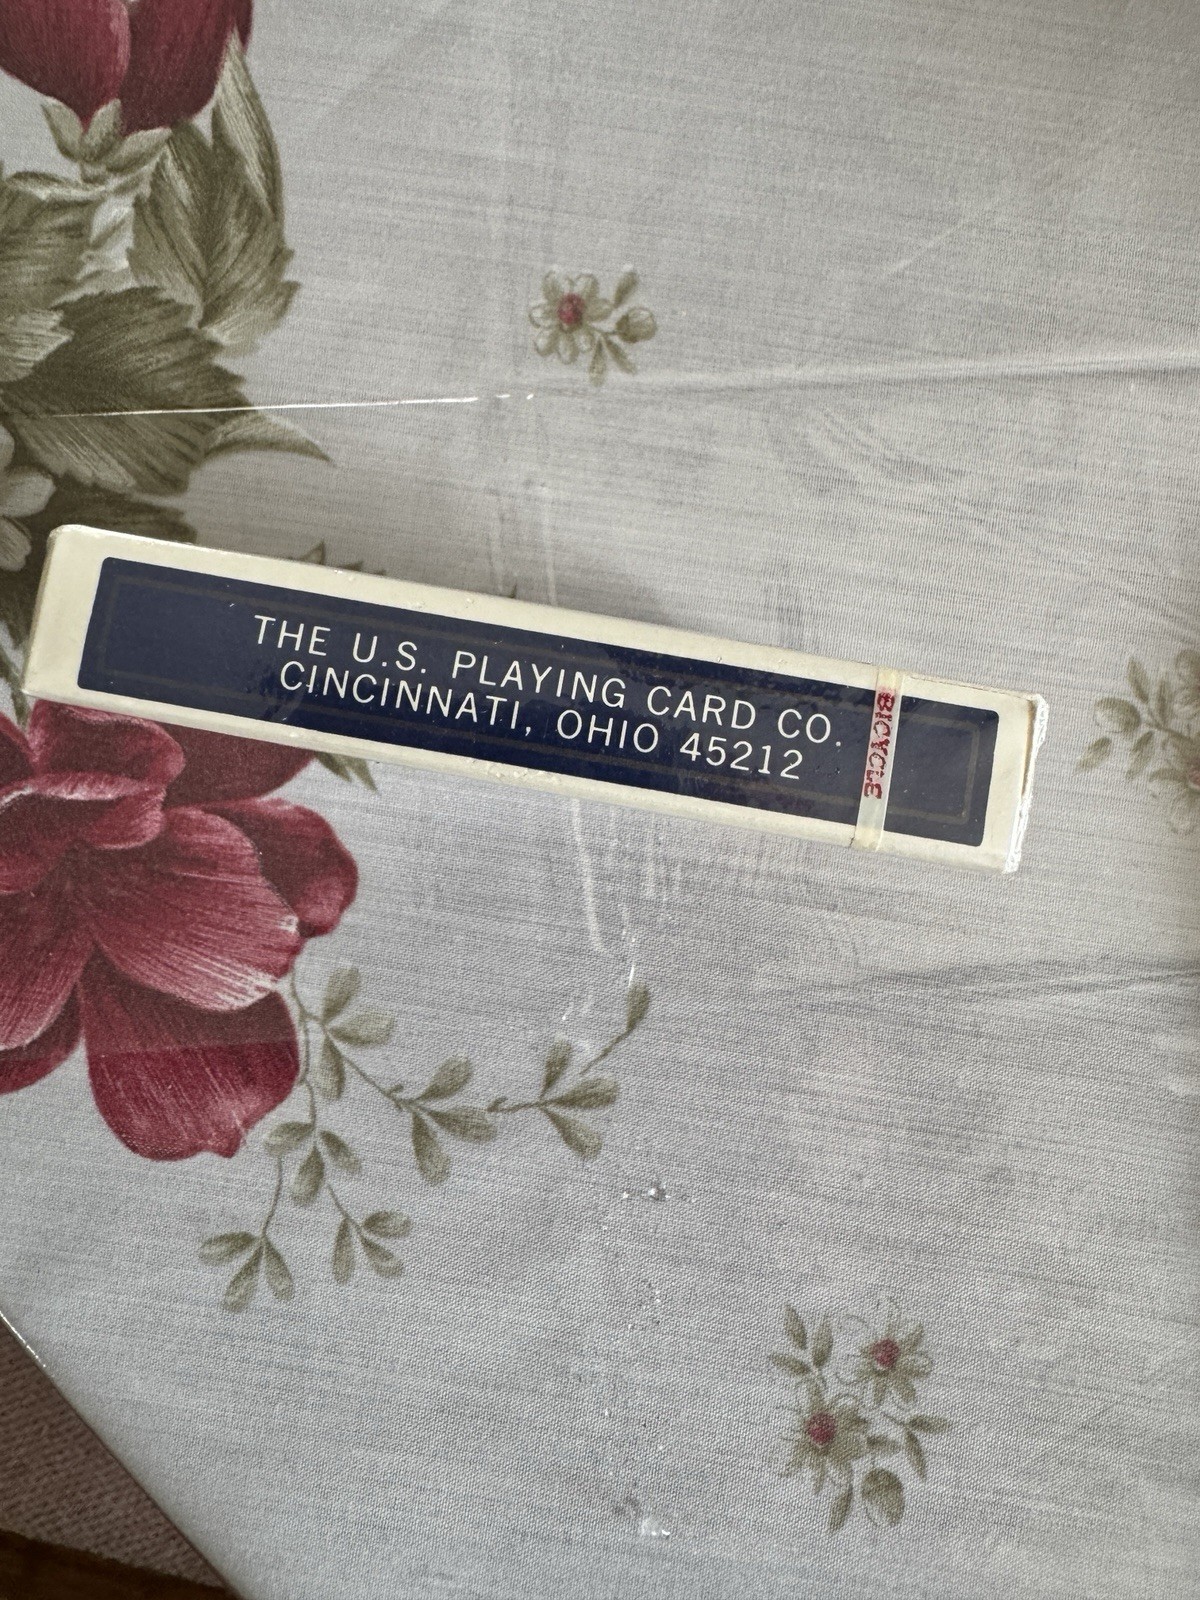 THE U.S. PLAYING CARD CO.
CINCINNATI, OHIO 45212
BICYCLE